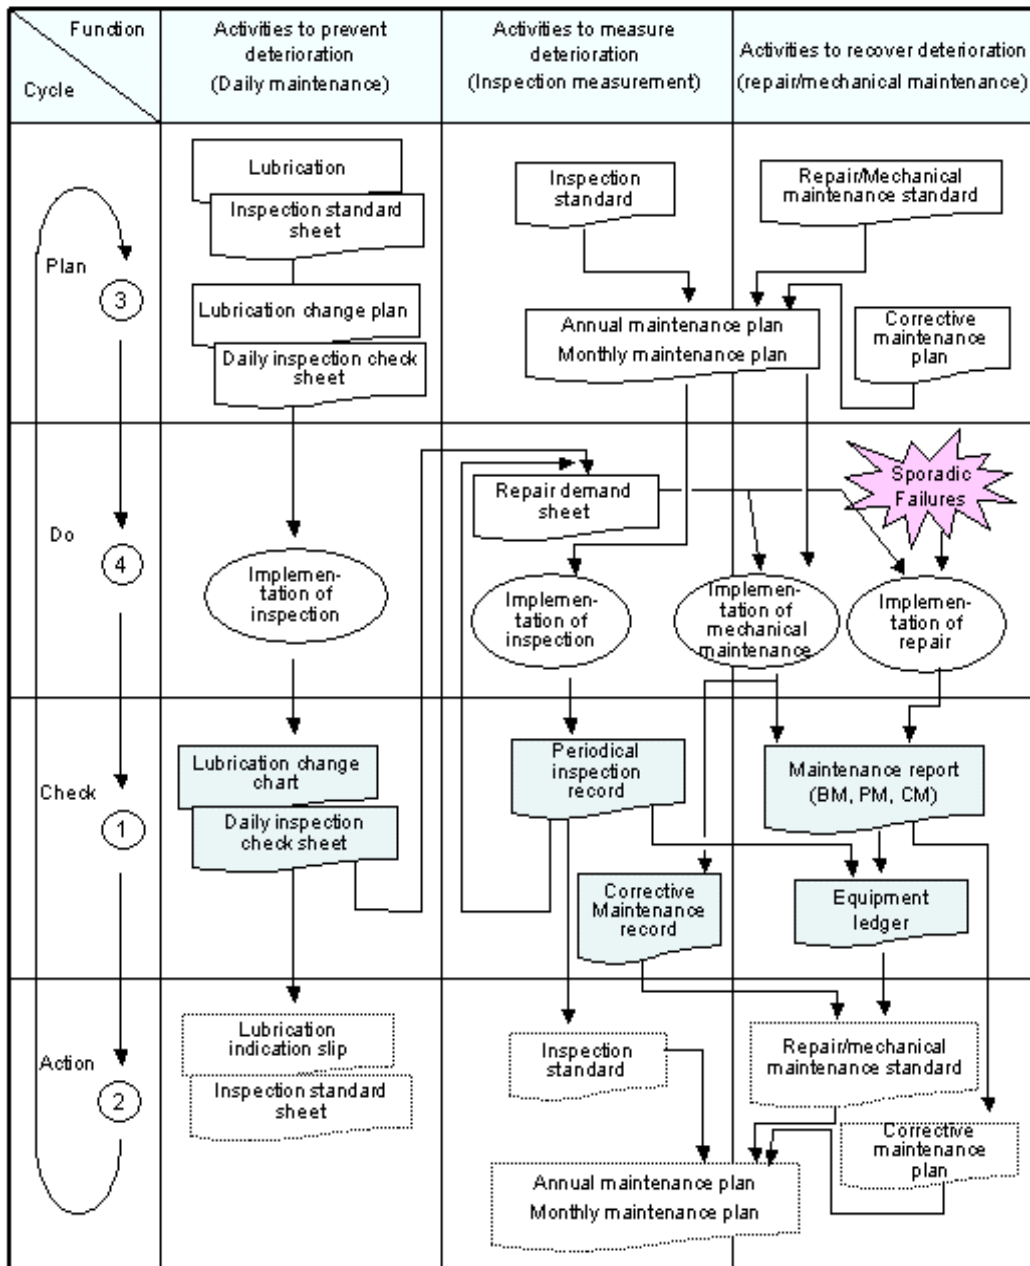 Function
Cycle
Activities to prevent
deterioration
(Daily maintenance)
Activities to measure
deterioration
(Inspection measurement)
Activities to recover deterioration
(repair/mechanical maintenance)
Plan
3
Lubrication
Inspection standard
sheet
Lubrication change plan
Daily inspection check
sheet
Inspection
standard
Repair/Mechanical
maintenance standard
Annual maintenance plan
Monthly maintenance plan
Corrective
maintenance
plan
Do
4
Implemen-
tation of
inspection
Repair demand
sheet
Sporadic
Failures
Implemen-
tation of
inspection
Implemen-
tation of
mechanical
maintenance
Implemen-
tation of
repair
Check
1
Lubrication change
chart
Daily inspection
check sheet
Periodical
inspection
record
Maintenance report
(BM, PM, CM)
Corrective
Maintenance
record
Equipment
ledger
Action
2
Lubrication
indication slip
Inspection standard
sheet
Inspection
standard
Repair/mechanical
maintenance standard
Corrective
maintenance
plan
Annual maintenance plan
Monthly maintenance plan